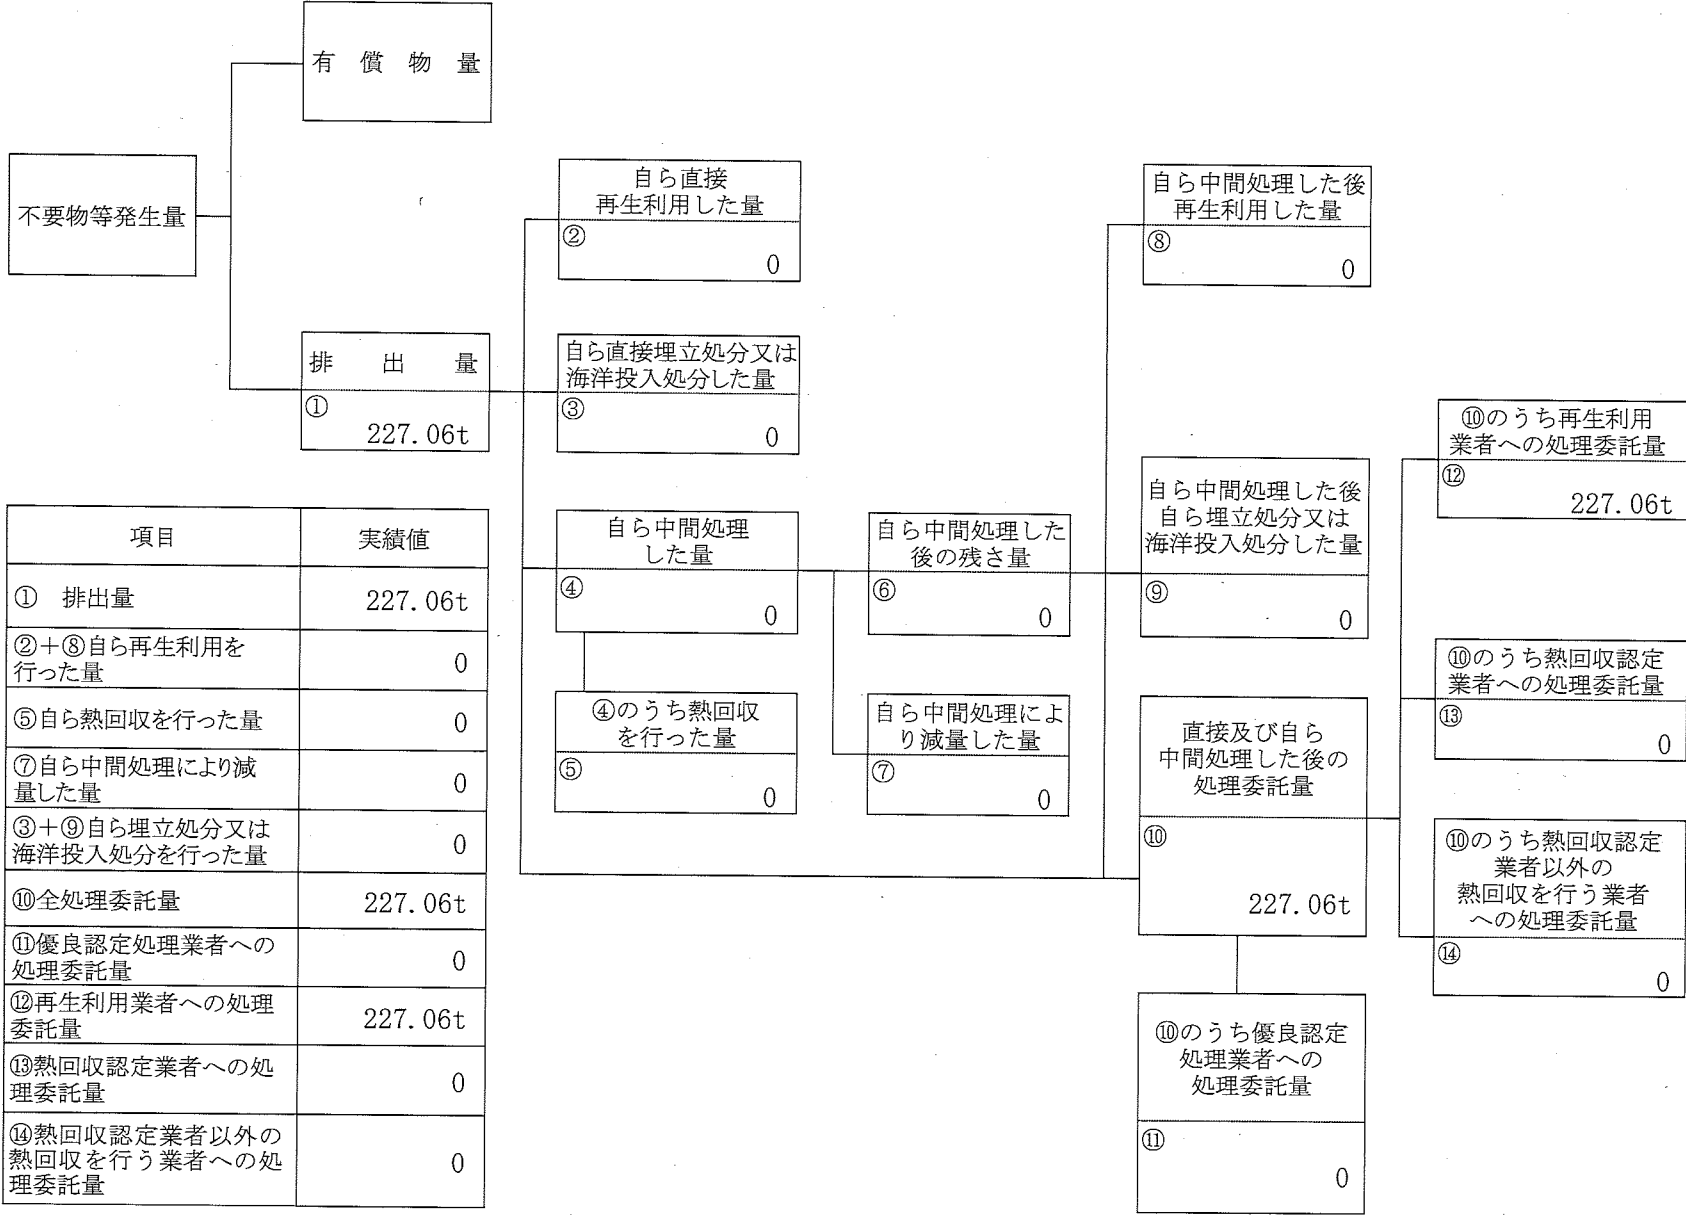 有償物量
不要物等発生量
排出量
①
227.06t
自ら直接
再生利用した量
②
0
自ら直接埋立処分又は
海洋投入処分した量
③
0
自ら中間処理
した量
④
0
④のうち熱回収
を行った量
⑤
0
自ら中間処理した
後の残さ量
⑥
0
自ら中間処理によ
り減量した量
⑦
0
自ら中間処理した後
再生利用した量
⑧
0
自ら中間処理した後
自ら埋立処分又は
海洋投入処分した量
⑨
0
直接及び自ら
中間処理した後の
処理委託量
⑩
227.06t
⑩のうち優良認定
処理業者への
処理委託量
⑪
0
⑩のうち再生利用
業者への処理委託量
⑫
227.06t
⑩のうち熱回収認定
業者への処理委託量
⑬
0
⑩のうち熱回収認定
業者以外の
熱回収を行う業者
への処理委託量
⑭
0
項目 実績値
① 排出量 227.06t
②+⑧自ら再生利用を
行った量 0
⑤自ら熱回収を行った量 0
⑦自ら中間処理により減
量した量 0
③+⑨自ら埋立処分又は
海洋投入処分を行った量 0
⑩全処理委託量 227.06t
⑪優良認定処理業者への
処理委託量 0
⑫再生利用業者への処理
委託量 227.06t
⑬熱回収認定業者への処
理委託量 0
⑭熱回収認定業者以外の
熱回収を行う業者への処
理委託量 0